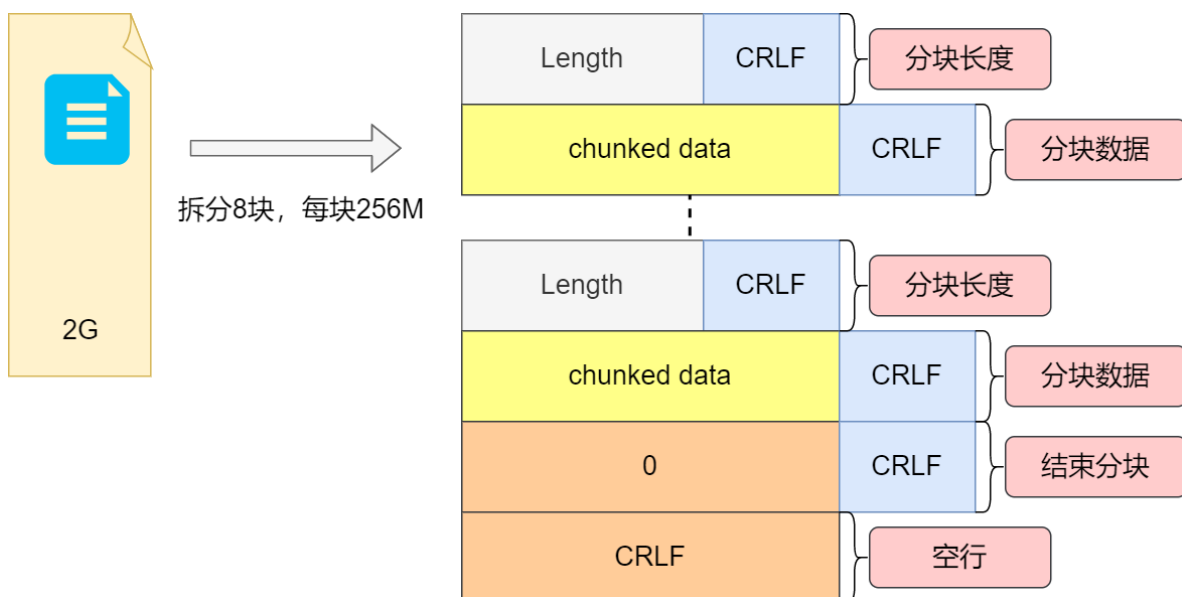 Length CRLF 分块长度
chunked data CRLF 分块数据
拆分8块，每块256M
Length CRLF 分块长度
2G
chunked data CRLF 分块数据
0 CRLF 结束分块
CRLF 空行